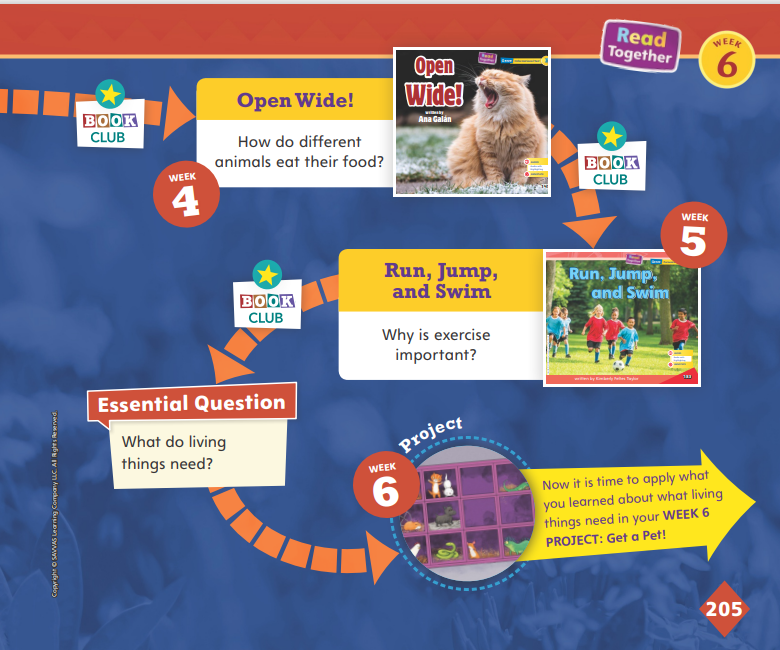 Read
Together
WEEK
6
BOOK
CLUB
Open Wide!
How do different
animals eat their food?
WEEK
4
Open
Wide!
written by
Ana Galán
BOOK
CLUB
WEEK
5
Run, Jump,
and Swim
Why is exercise
important?
Run, Jump,
and Swim
written by Kimberly Feltes Taylor
193
BOOK
CLUB
Essential Question
What do living
things need?
Project
WEEK
6
Now it is time to apply what
you learned about what living
things need in your WEEK 6
PROJECT: Get a Pet!
Copyright © SAVVAS Learning Company LLC. All Rights Reserved.
205